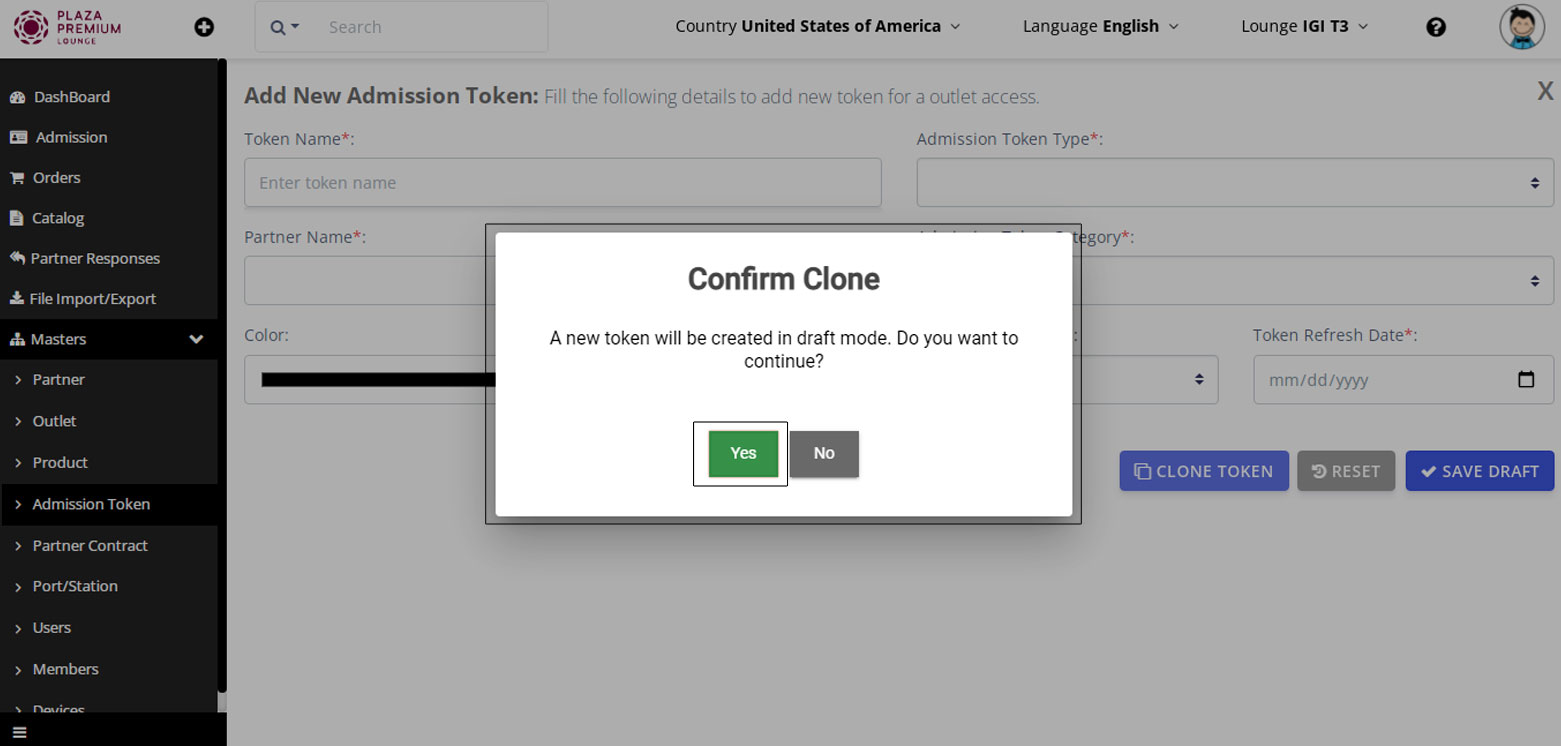 PLAZA
PREMIUM
LOUNGE
Search
Country United States of America
Language English
Lounge IGI T3
DashBoard
Admission
Orders
Catalog
Partner Responses
File Import/Export
Masters
Partner
Outlet
Product
Admission Token
Partner Contract
Port/Station
Users
Members
Devices
Add New Admission Token: Fill the following details to add new token for a outlet access.
X
Token Name*:
Admission Token Type*:
Enter token name
Partner Name*:
tegory*:
Color:
:
Token Refresh Date*:
mm/dd/yyyy
Confirm Clone
A new token will be created in draft mode. Do you want to
continue?
Yes
No
CLONE TOKEN
RESET
SAVE DRAFT